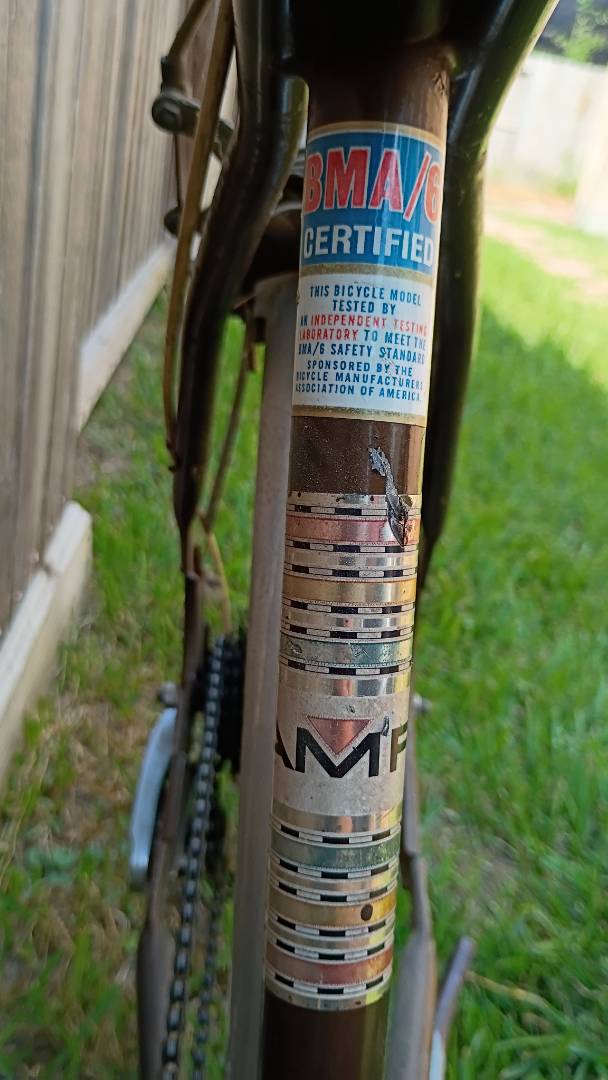 BMA/6
CERTIFIED
THIS BICYCLE MODEL
TESTED BY
AN INDEPENDENT TESTING
LABORATORY TO MEET THE
BMA/6 SAFETY STANDARD
SPONSORED BY THE
BICYCLE MANUFACTURERS
ASSOCIATION OF AMERICA.
AMF